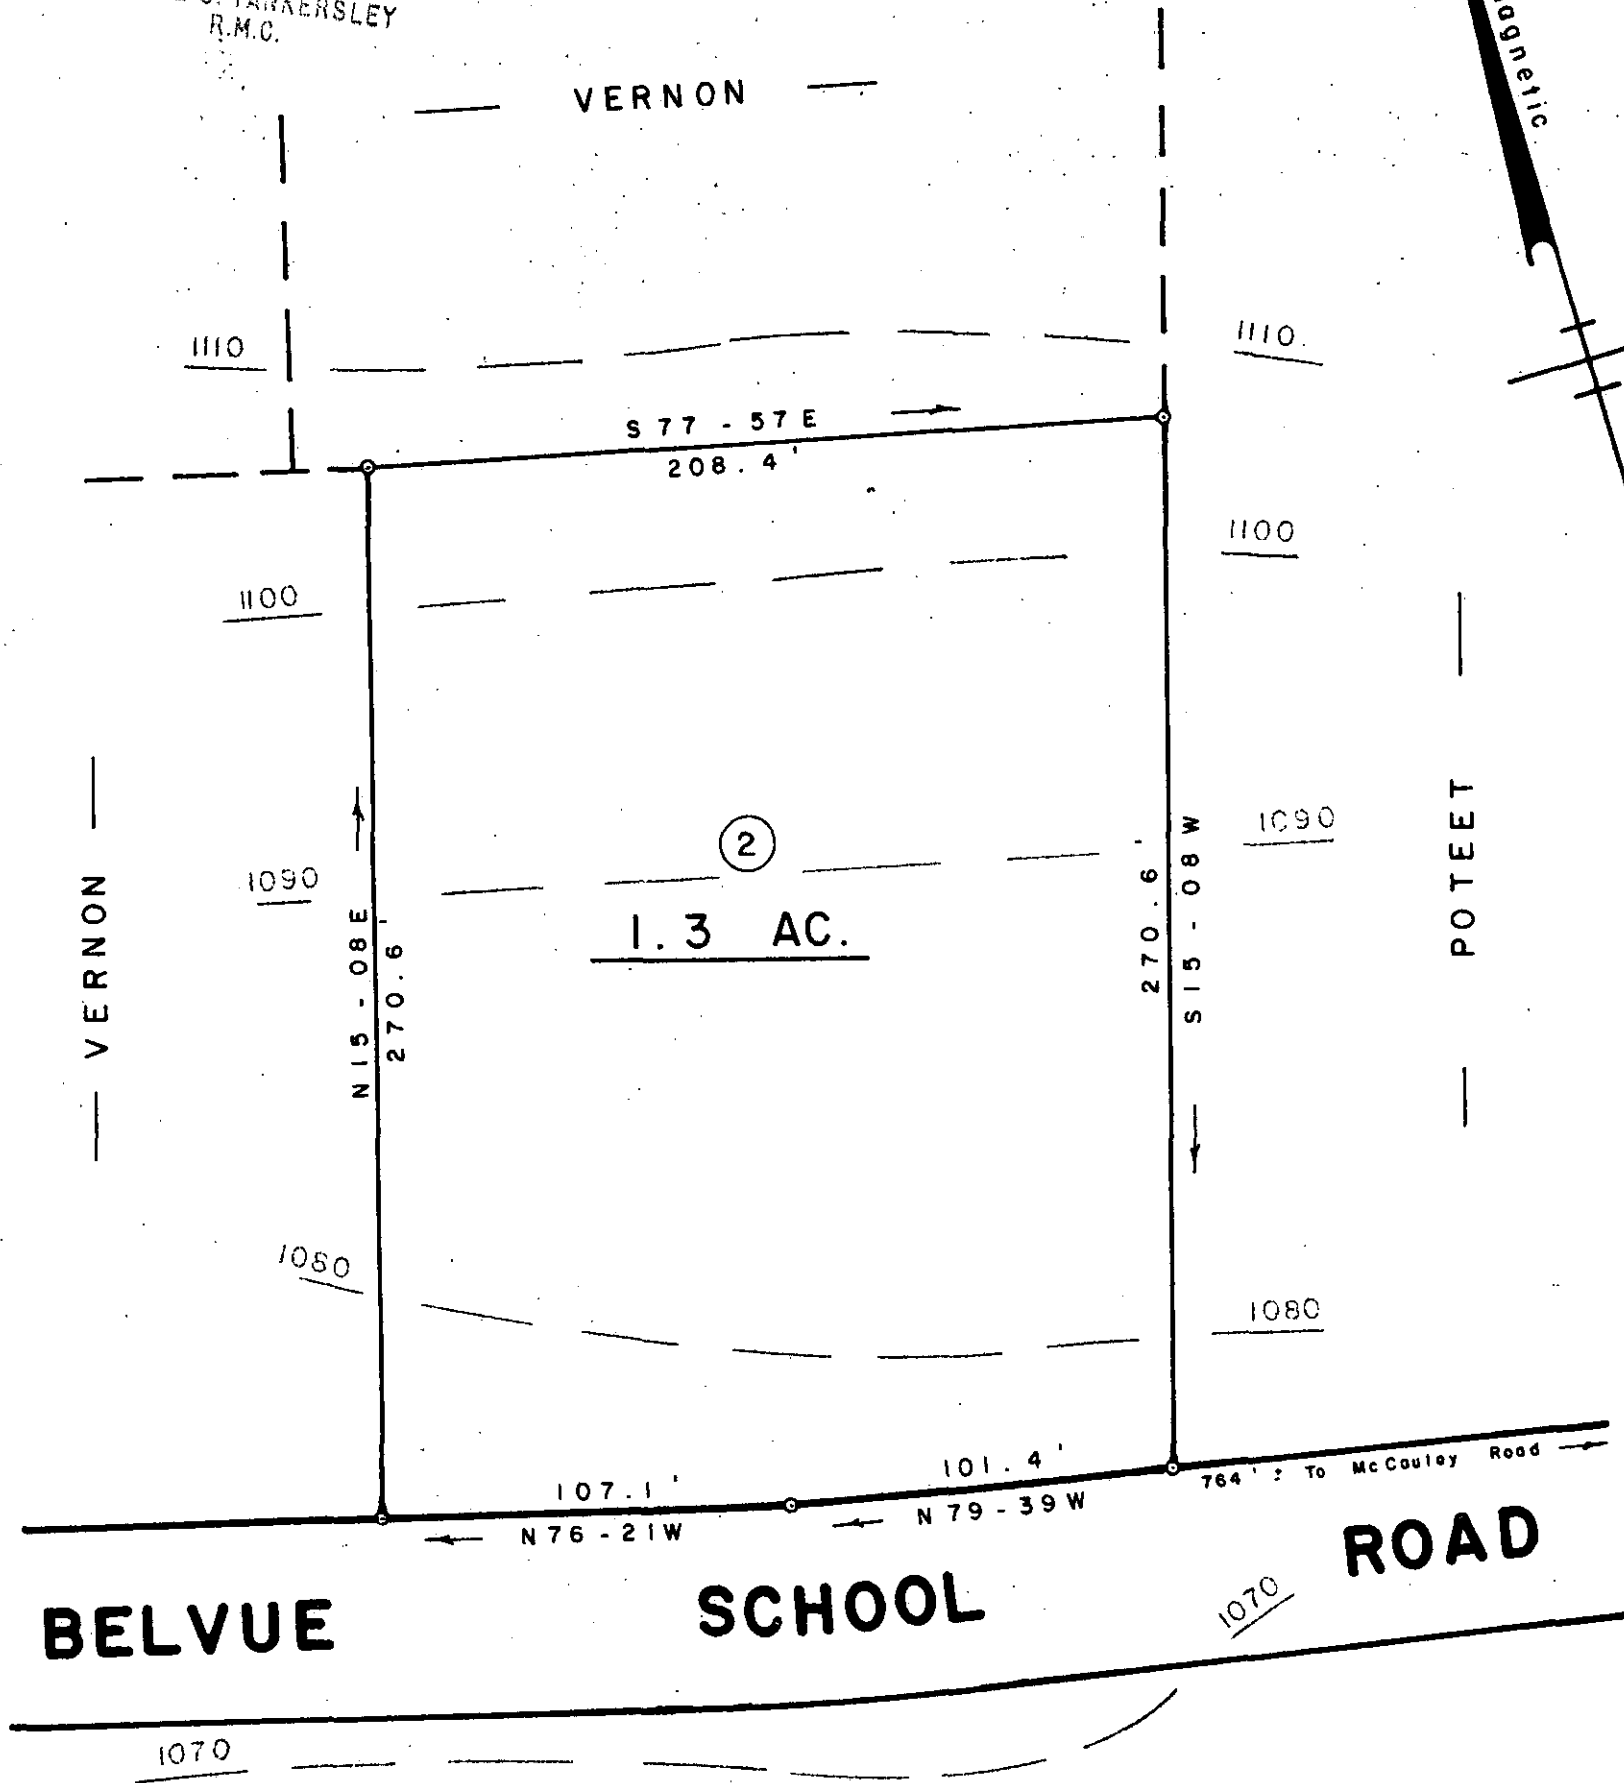 TANKERSLEY
R.M.C.
agnetic
VERNON
1110
1110
S 77 - 57 E
208.4'
1100
1100
VERNON
N 15 - 08 E
270.6'
2
1.3 AC.
1090
1090
270.6'
S 15 - 08 W
POTEET
1080
1080
107.1'
N 76 - 21 W
101.4'
N 79 - 39 W
764' ± To McCauley Road
BELVUE SCHOOL ROAD
1070
1070